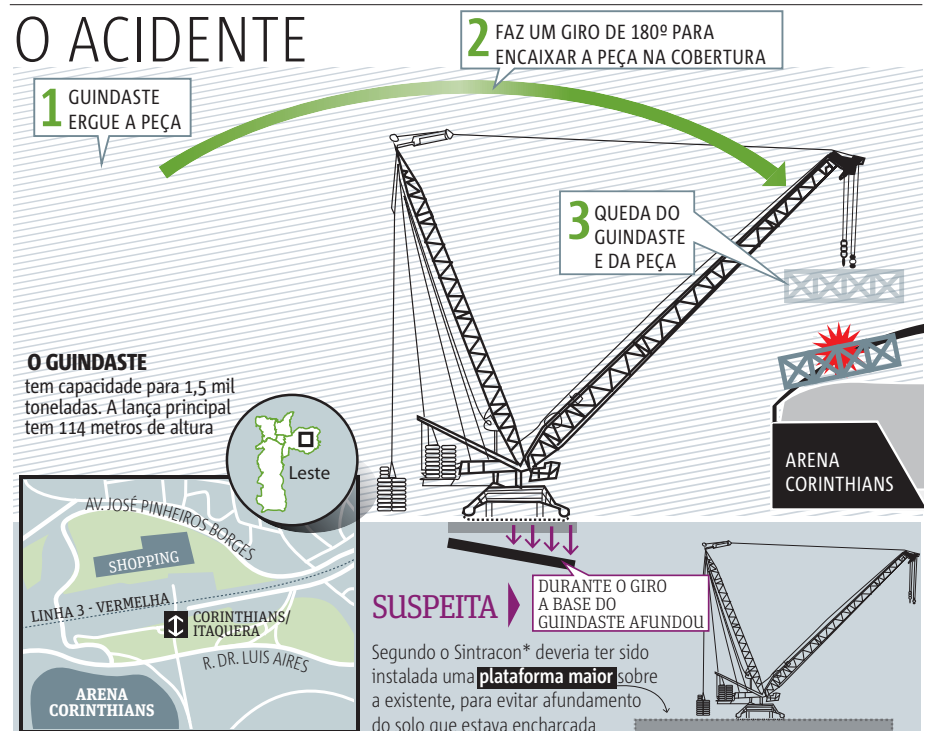 O ACIDENTE
1 GUINDASTE
ERGUE A PEÇA
2 FAZ UM GIRO DE 180º PARA
ENCAIXAR A PEÇA NA COBERTURA
3 QUEDA DO
GUINDASTE
E DA PEÇA
O GUINDASTE
tem capacidade para 1,5 mil
toneladas. A lança principal
tem 114 metros de altura
Leste
ARENA
CORINTHIANS
AV. JOSÉ PINHEIROS BORGES
SHOPPING
LINHA 3 - VERMELHA
CORINTHIANS/
ITAQUERA
R. DR. LUIS AIRES
ARENA
CORINTHIANS
SUSPEITA
DURANTE O GIRO
A BASE DO
GUINDASTE AFUNDOU
Segundo o Sintracon* deveria ter sido
instalada uma plataforma maior sobre
a existente, para evitar afundamento
do solo que estava encharcada